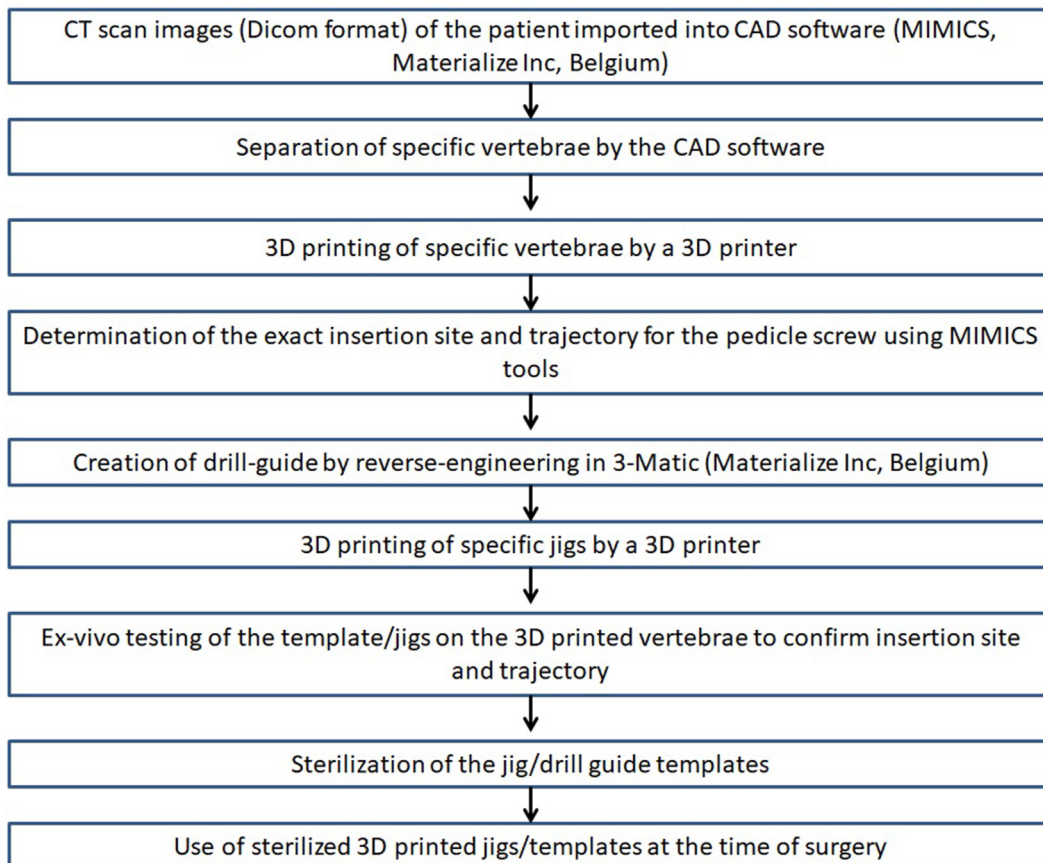 CT scan images (Dicom format) of the patient imported into CAD software (MIMICS,
Materialize Inc, Belgium)
Separation of specific vertebrae by the CAD software
3D printing of specific vertebrae by a 3D printer
Determination of the exact insertion site and trajectory for the pedicle screw using MIMICS
tools
Creation of drill-guide by reverse-engineering in 3-Matic (Materialize Inc, Belgium)
3D printing of specific jigs by a 3D printer
Ex-vivo testing of the template/jigs on the 3D printed vertebrae to confirm insertion site
and trajectory
Sterilization of the jig/drill guide templates
Use of sterilized 3D printed jigs/templates at the time of surgery